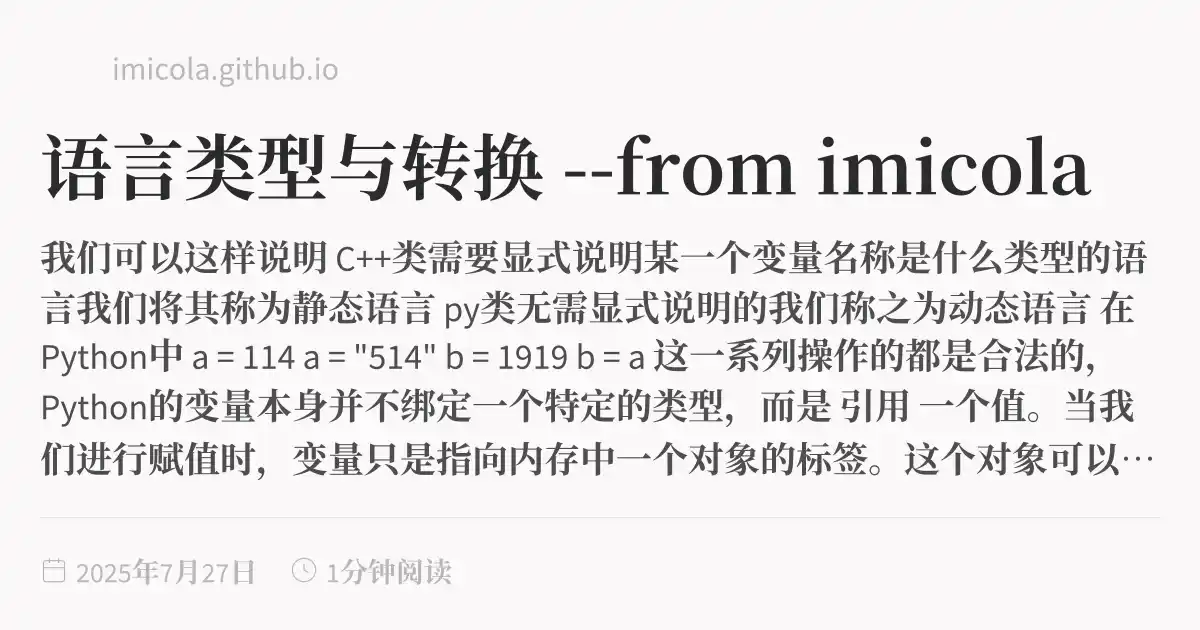 imicola.github.io
语言类型与转换 --from imicola
我们可以这样说明 C++类需要显式说明某一个变量名称是什么类型的语
言我们将其称为静态语言 py类无需显式说明的我们称之为动态语言 在
Python中 a = 114 a = "514" b = 1919 b = a 这一系列操作的都是合法的，
Python的变量本身并不绑定一个特定的类型，而是 引用 一个值。当我
们进行赋值时，变量只是指向内存中一个对象的标签。这个对象可以…
2025年7月27日 1分钟阅读